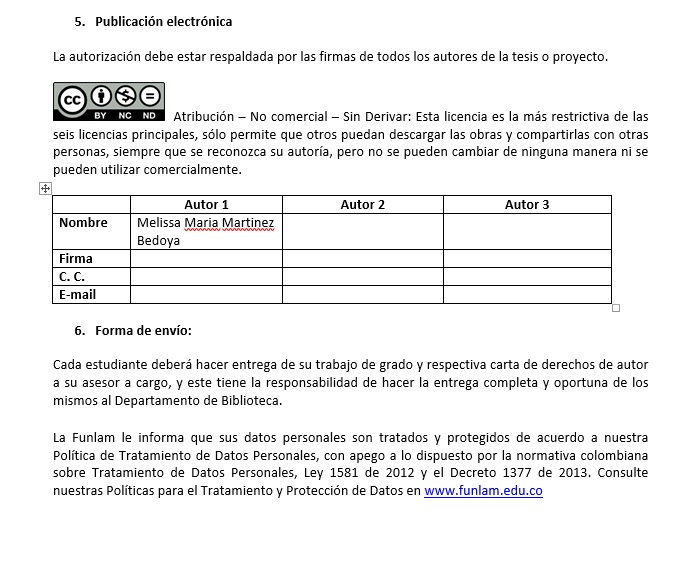 5. Publicación electrónica
La autorización debe estar respaldada por las firmas de todos los autores de la tesis o proyecto.
cc
BY NC ND
Atribución – No comercial – Sin Derivar: Esta licencia es la más restrictiva de las
seis licencias principales, sólo permite que otros puedan descargar las obras y compartirlas con otras
personas, siempre que se reconozca su autoría, pero no se pueden cambiar de ninguna manera ni se
pueden utilizar comercialmente.
Autor 1 Autor 2 Autor 3
Nombre Melissa Maria Martinez
Bedoya
Firma
C. C.
E-mail
6. Forma de envío:
Cada estudiante deberá hacer entrega de su trabajo de grado y respectiva carta de derechos de autor
a su asesor a cargo, y este tiene la responsabilidad de hacer la entrega completa y oportuna de los
mismos al Departamento de Biblioteca.
La Funlam le informa que sus datos personales son tratados y protegidos de acuerdo a nuestra
Política de Tratamiento de Datos Personales, con apego a lo dispuesto por la normativa colombiana
sobre Tratamiento de Datos Personales, Ley 1581 de 2012 y el Decreto 1377 de 2013. Consulte
nuestras Políticas para el Tratamiento y Protección de Datos en www.funlam.edu.co